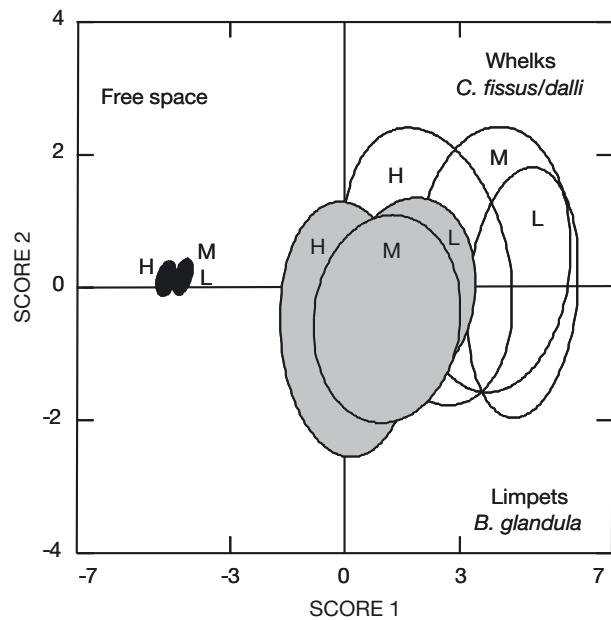 4
Whelks
Free space
C. fissus/dalli
2
M
H
L
H
M
L
H
M
L
0
SCORE 2
-2
Limpets
B. glandula
-4
-7
-3
0
3
7
SCORE 1